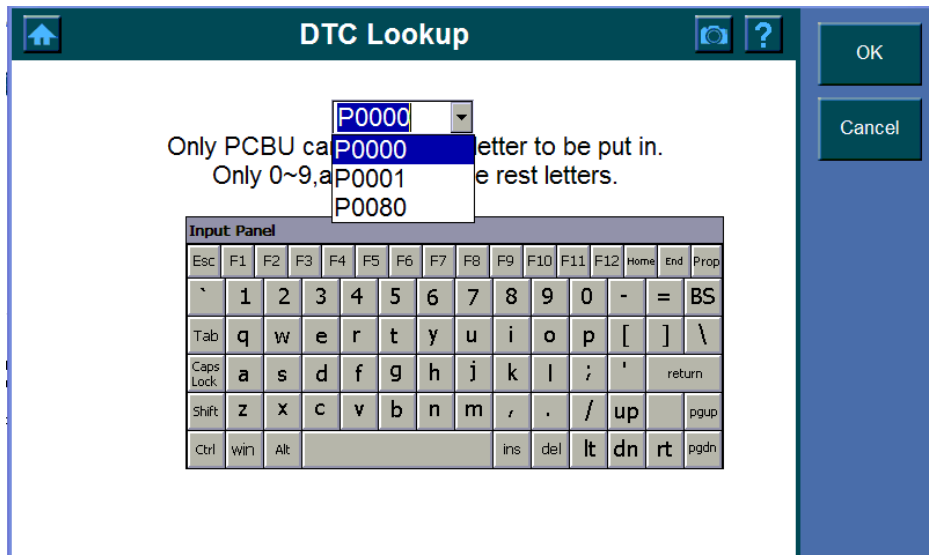 DTC Lookup
?
OK
Cancel
P0000
Only PCBU ca etter to be put in.
P0000
Only 0~9,a e rest letters.
P0001
P0080
Input Panel
Esc F1 F2 F3 F4 F5 F6 F7 F8 F9 F10 F11 F12 Home End Prop
` 1 2 3 4 5 6 7 8 9 0 - = BS
Tab q w e r t y u i o p [ ] \
Caps Lock a s d f g h j k l ; ' return
Shift z x c v b n m , . / up pgup
Ctrl win Alt ins del lt dn rt pgdn